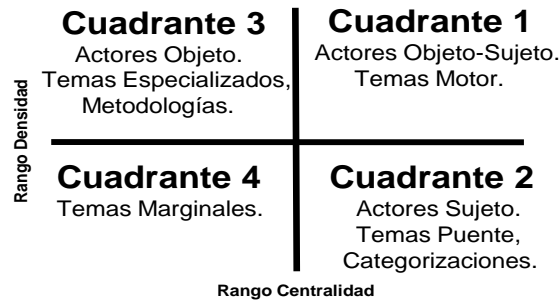 Cuadrante 3
Actores Objeto.
Temas Especializados,
Metodologías.
Cuadrante 1
Actores Objeto-Sujeto.
Temas Motor.
Rango Densidad
Cuadrante 4
Temas Marginales.
Cuadrante 2
Actores Sujeto.
Temas Puente,
Categorizaciones.
Rango Centralidad